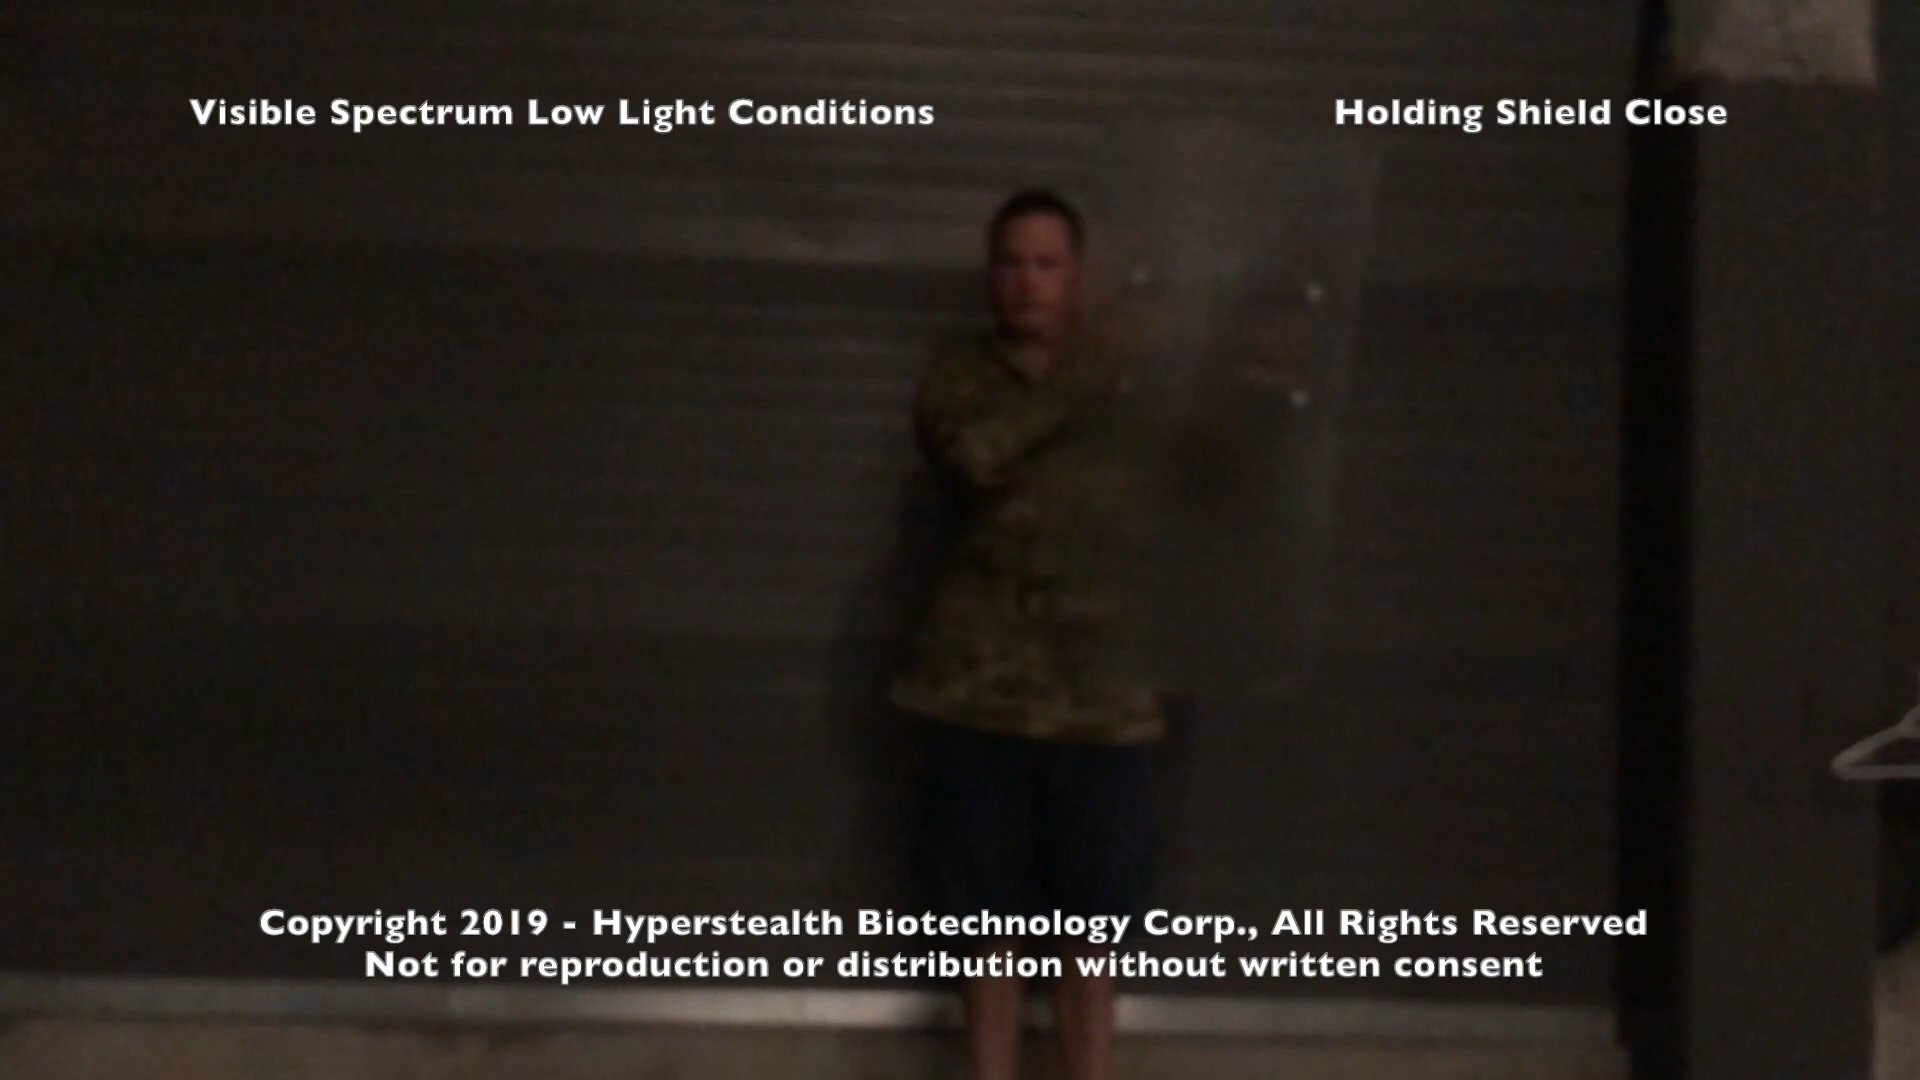 Visible Spectrum Low Light Conditions
Holding Shield Close
Copyright 2019 - Hyperstealth Biotechnology Corp., All Rights Reserved
Not for reproduction or distribution without written consent